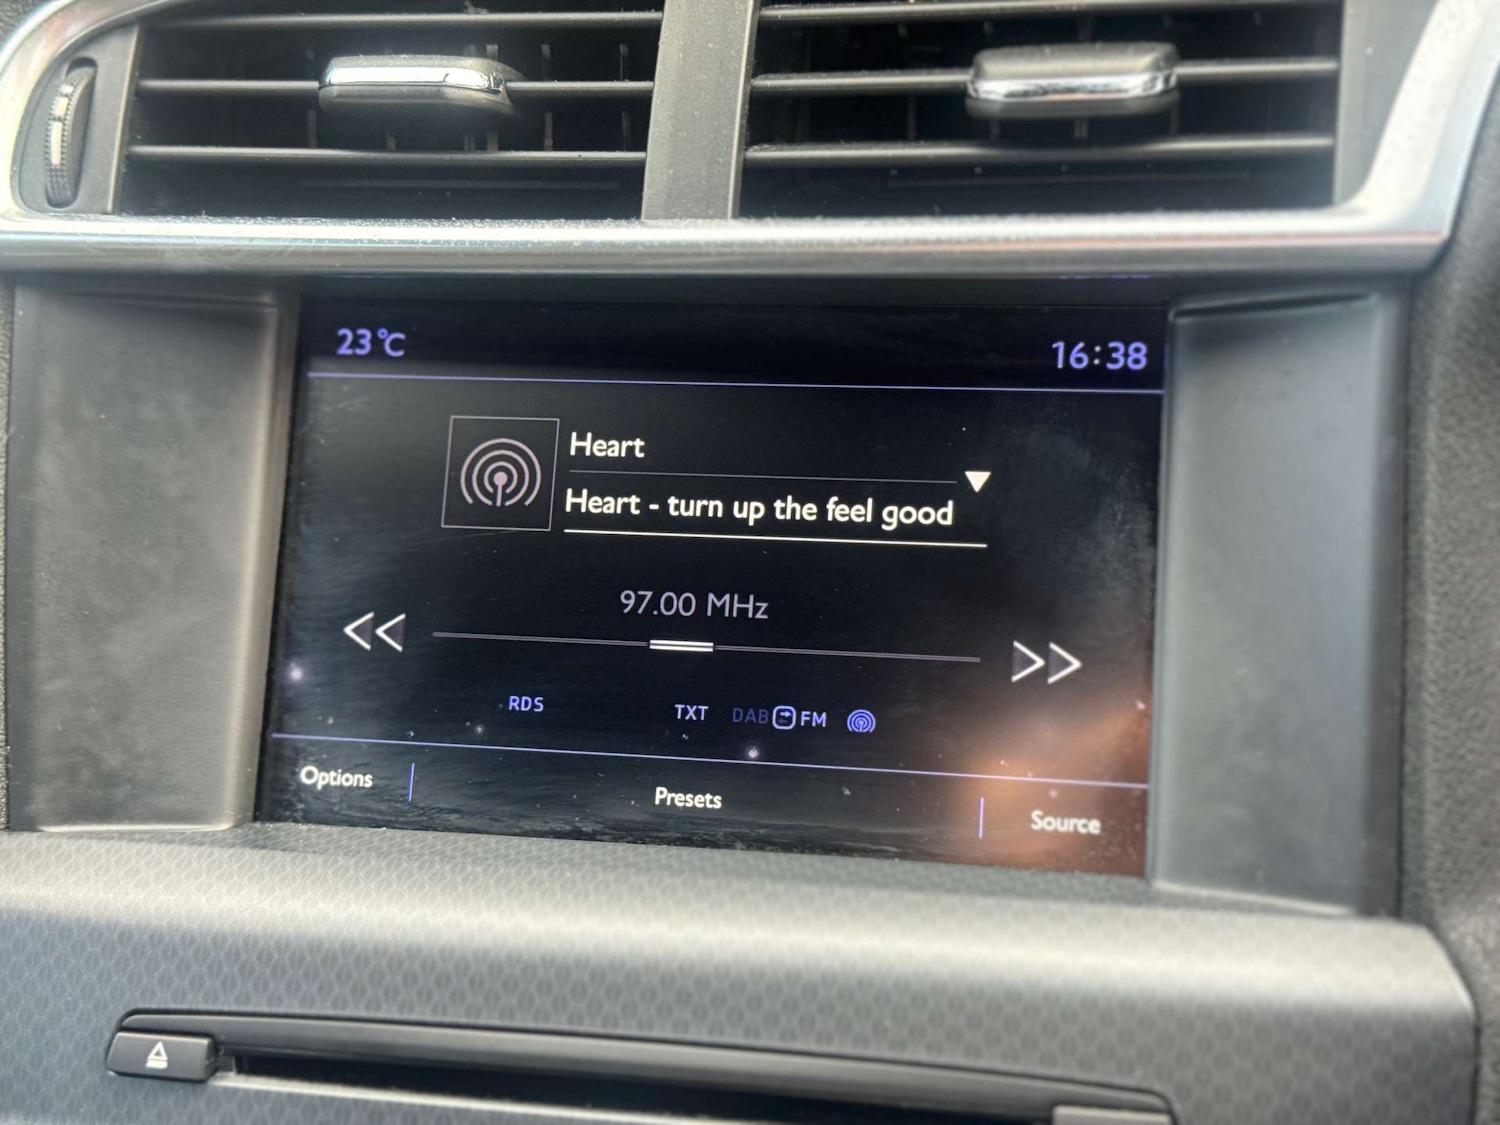 23°C
16:38
Heart
Heart - turn up the feel good
97.00 MHz
RDS
TXT
DAB FM
Options
Presets
Source